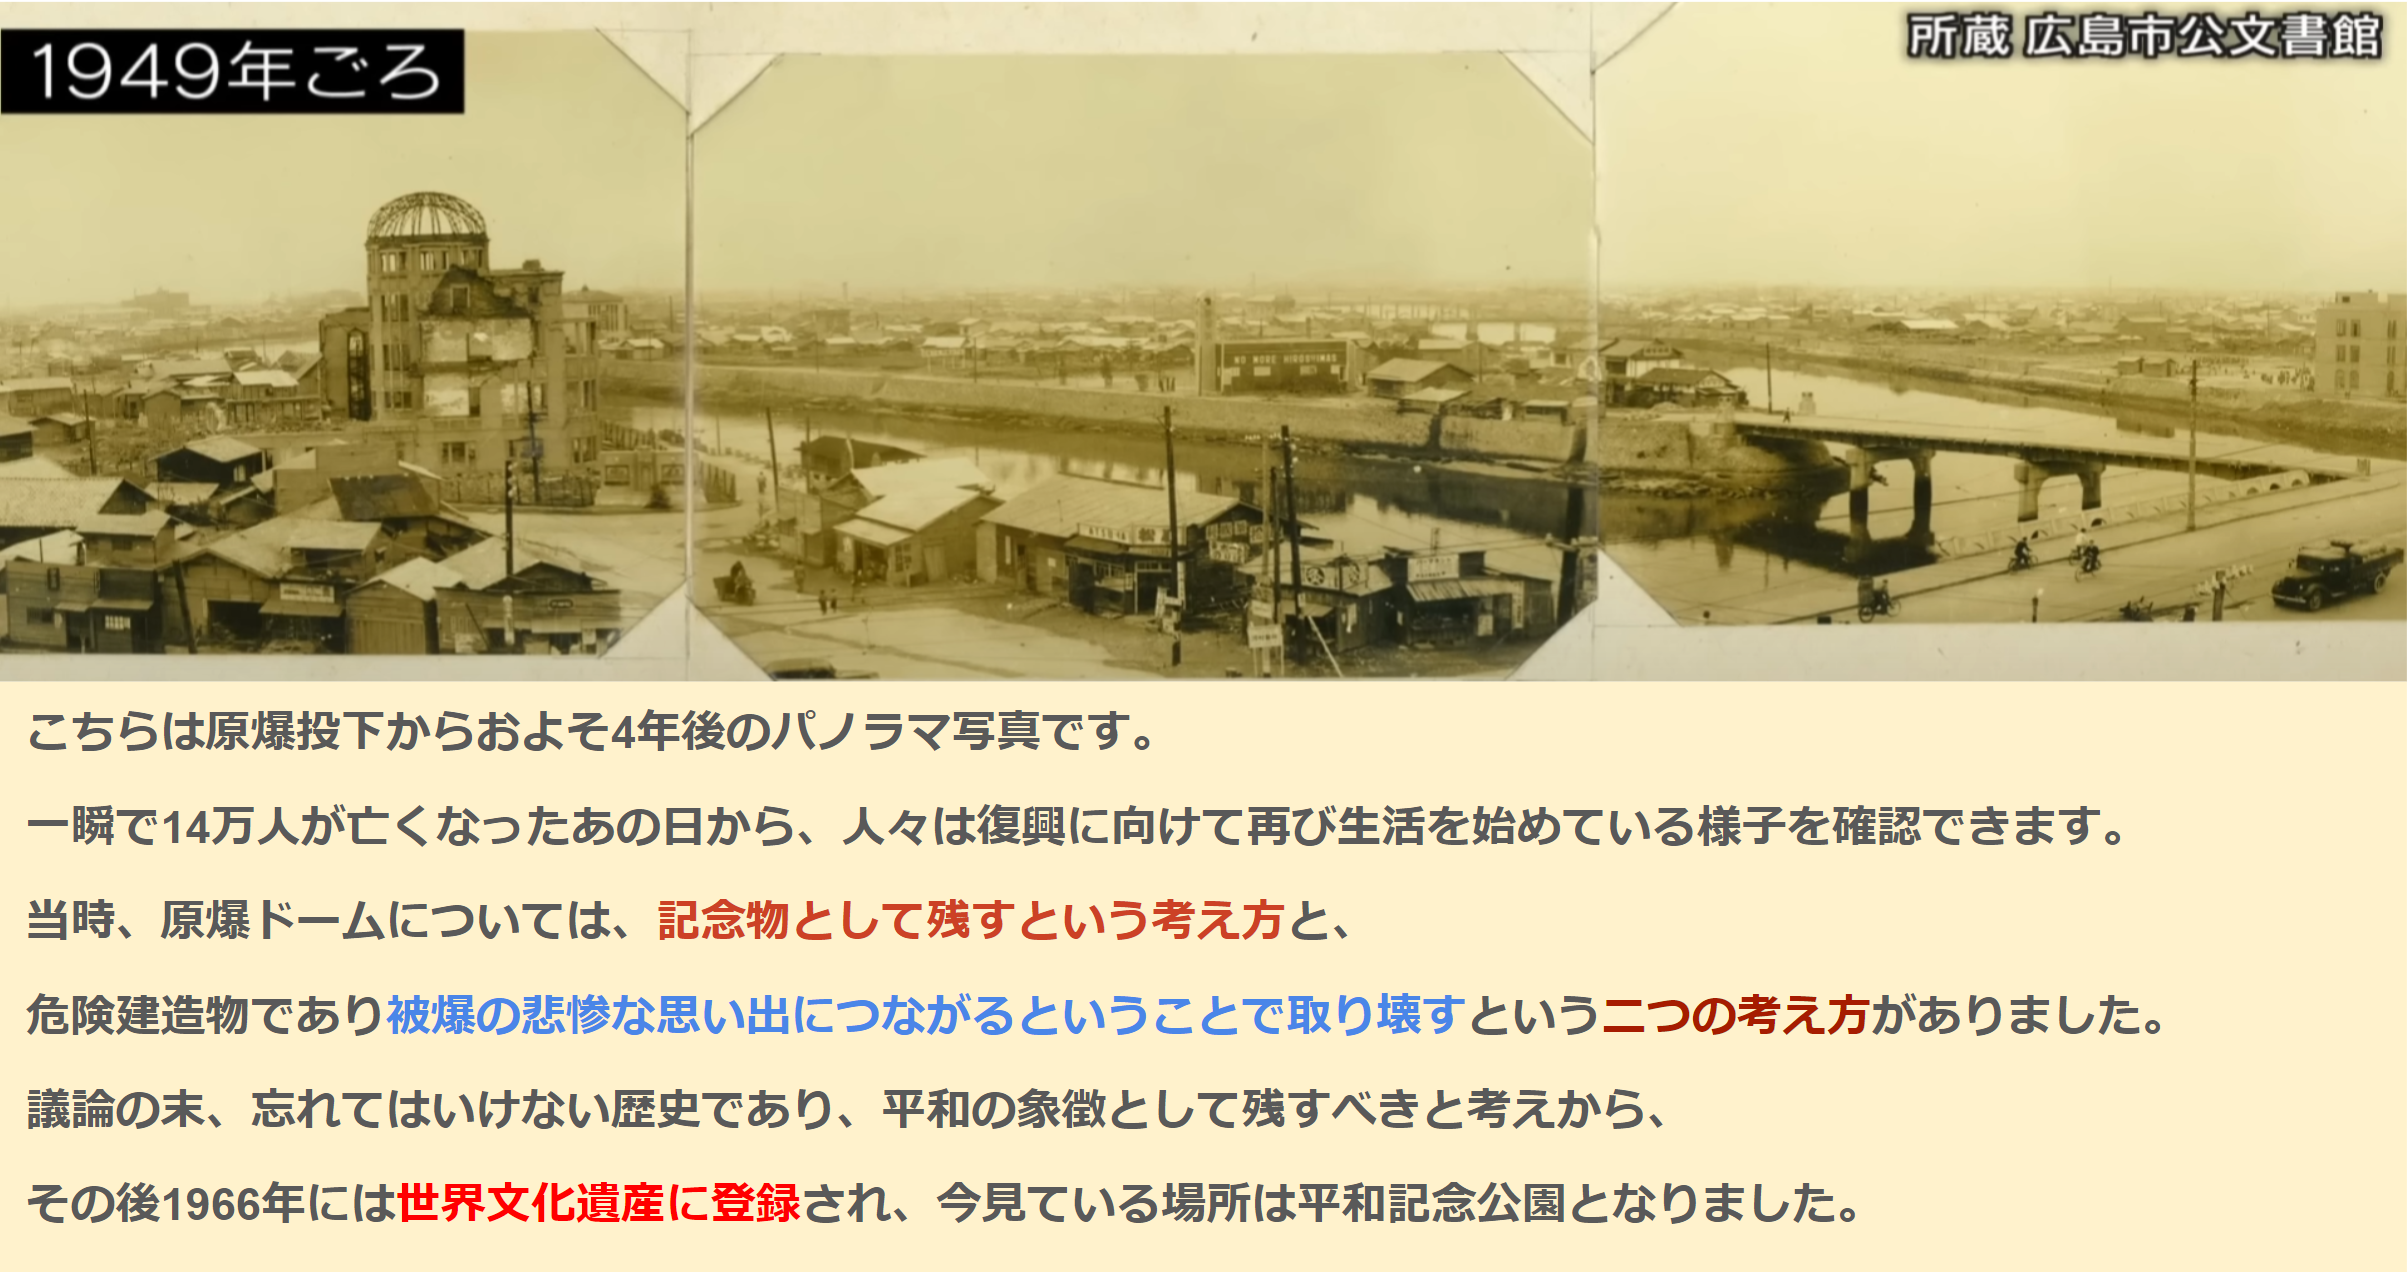 1949年ごろ
所蔵 広島市公文書館
NO MORE HIROSHIMAS
こちらは原爆投下からおよそ4年後のパノラマ写真です。
一瞬で14万人が亡くなったあの日から、人々は復興に向けて再び生活を始めている様子を確認できます。
当時、原爆ドームについては、記念物として残すという考え方と、
危険建造物であり被爆の悲惨な思い出につながるということで取り壊すという二つの考え方がありました。
議論の末、忘れてはいけない歴史であり、平和の象徴として残すべきと考えから、
その後1966年には世界文化遺産に登録され、今見ている場所は平和記念公園となりました。